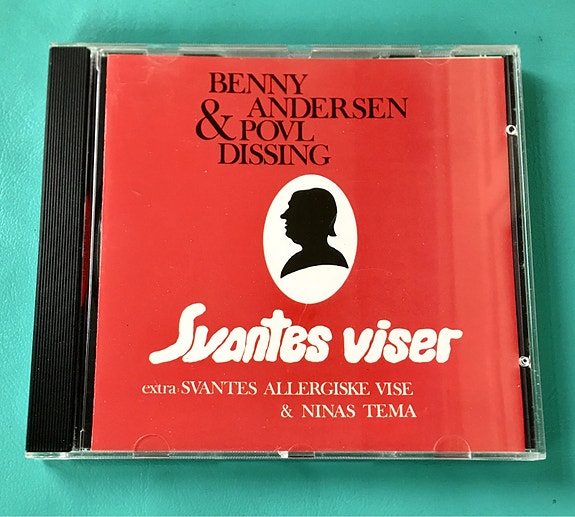 BENNY
ANDERSEN
& POVL
DISSING
Svantes viser
extra: SVANTES ALLERGISKE VISE
& NINAS TEMA